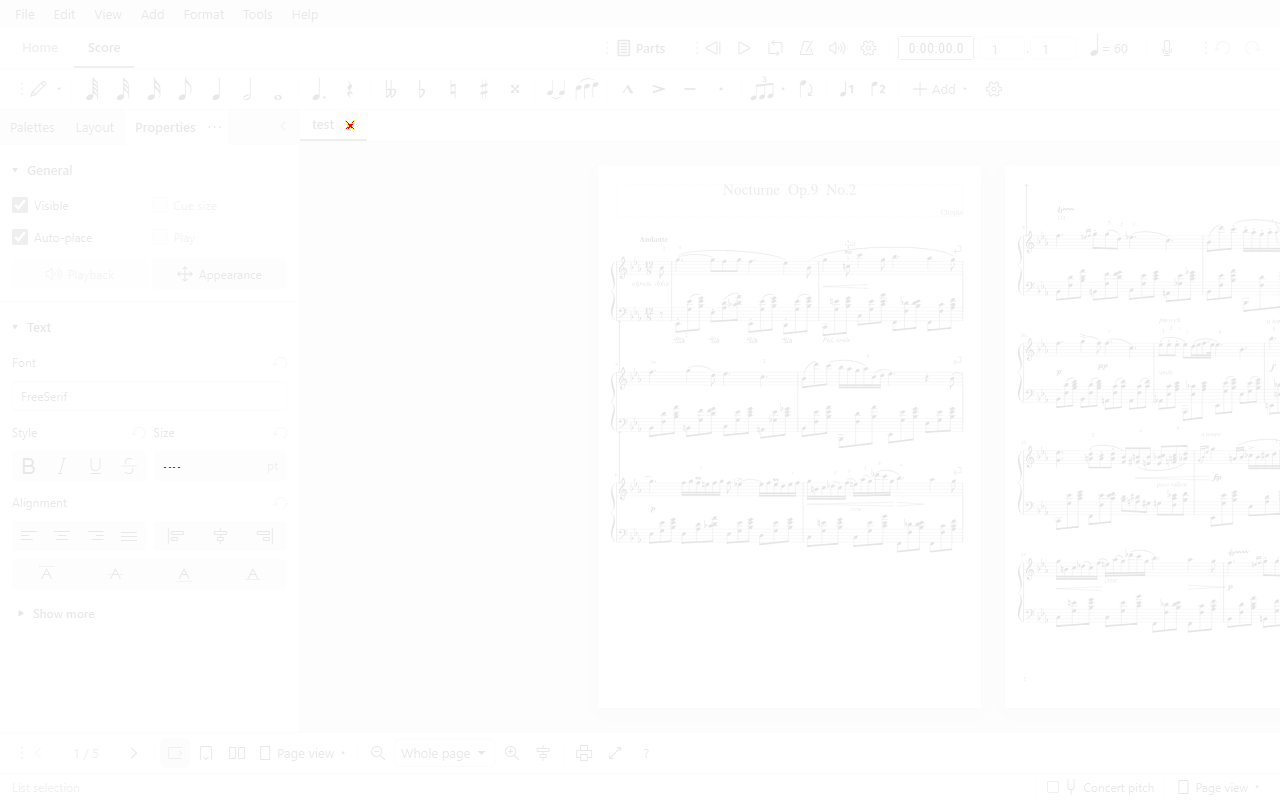 File Edit View Add Format Tools Help
Home Score Parts 0:00:00.0 1 . 1 = 60
1 2 Add
Palettes Layout Properties test
General
Visible Cue size
Auto-place Play
Playback Appearance
Text
Font
FreeSerif
Style Size
B I U S ---- pt
Alignment
Show more
Nocturne Op.9 No.2
Chopin
Andante
1 / 5 Page view Whole page ?
List selection Concert pitch Page view